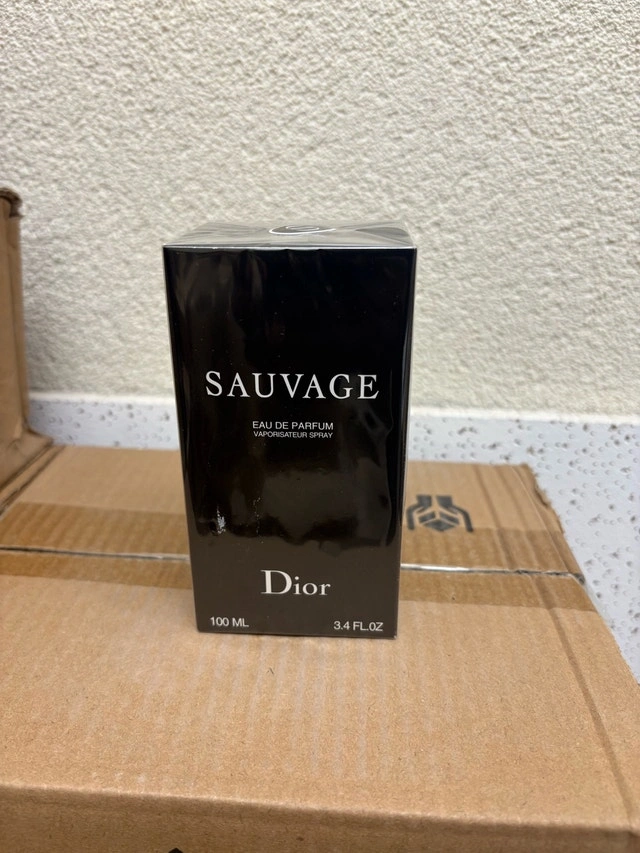 SAUVAGE
EAU DE PARFUM
VAPORISATEUR SPRAY
Dior
100 ML 3.4 FL.OZ